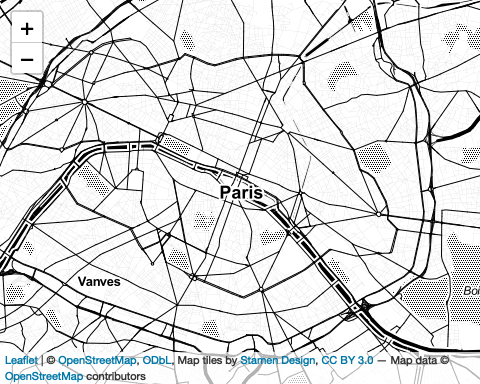 +
−
Paris
Vanves
Boi
Leaflet | © OpenStreetMap, ODbL, Map tiles by Stamen Design, CC BY 3.0 — Map data ©
OpenStreetMap contributors